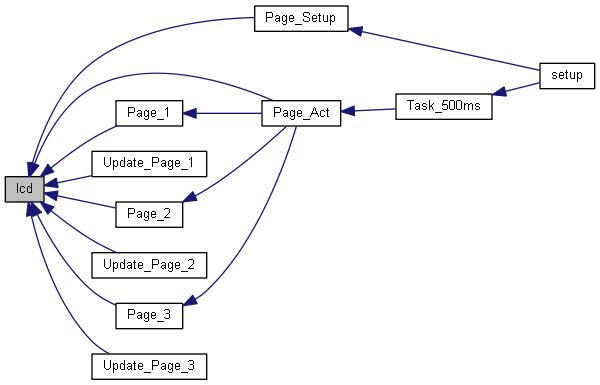 Page_Setup
setup
Task_500ms
Page_1
Page_Act
Update_Page_1
lcd
Page_2
Update_Page_2
Page_3
Update_Page_3